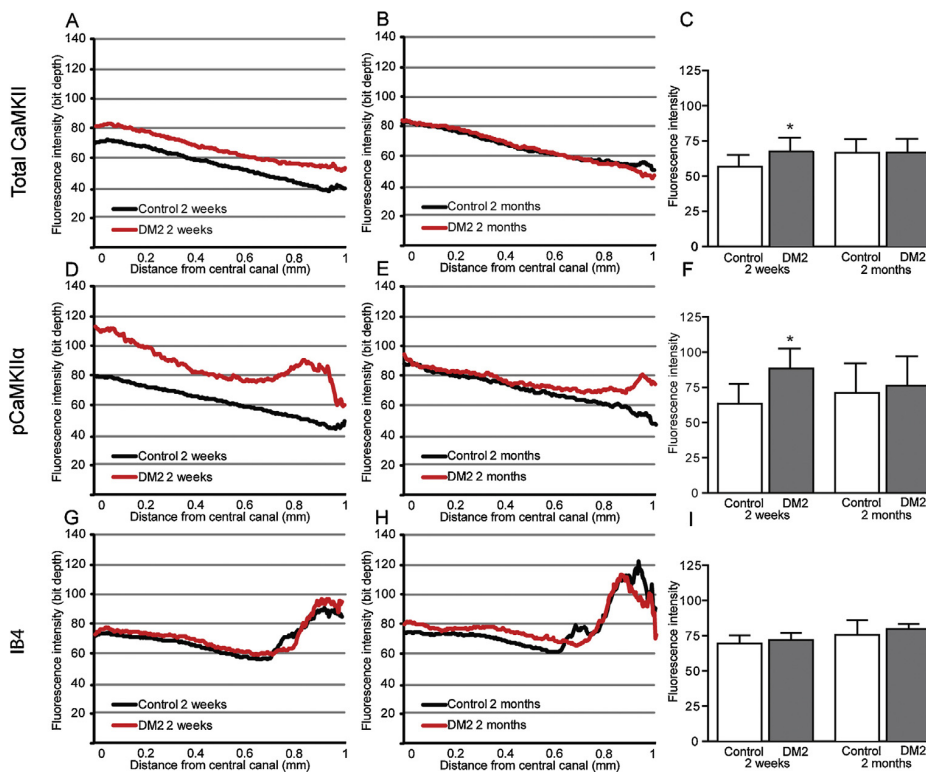 A
B
C
Total CaMKII
Fluorescence intensity (bit depth)
140
120
100
80
60
40
20
0
Control 2 weeks
DM2 2 weeks
0
0.2
0.4
0.6
0.8
1
Distance from central canal (mm)
Fluorescence intensity (bit depth)
140
120
100
80
60
40
20
0
Control 2 months
DM2 2 months
0
0.2
0.4
0.6
0.8
1
Distance from central canal (mm)
Fluorescence intensity
125
100
75
50
25
0
*
Control DM2 Control DM2
2 weeks 2 months
D
E
F
pCaMKIIα
Fluorescence intensity (bit depth)
140
120
100
80
60
40
20
Control 2 weeks
DM2 2 weeks
0
0.2
0.4
0.6
0.8
1
Distance from central canal (mm)
Fluorescence intensity (bit depth)
140
120
100
80
60
40
20
Control 2 months
DM2 2 months
0
0.2
0.4
0.6
0.8
1
Distance from central canal (mm)
Fluorescence intensity
125
100
75
50
25
0
*
Control DM2 Control DM2
2 weeks 2 months
G
H
I
IB4
Fluorescence intensity (bit depth)
140
120
100
80
60
40
20
Control 2 weeks
DM2 2 weeks
0
0.2
0.4
0.6
0.8
1
Distance from central canal (mm)
Fluorescence intensity (bit depth)
140
120
100
80
60
40
20
Control 2 months
DM2 2 months
0
0.2
0.4
0.6
0.8
1
Distance from central canal (mm)
Fluorescence intensity
125
100
75
50
25
0
Control DM2 Control DM2
2 weeks 2 months